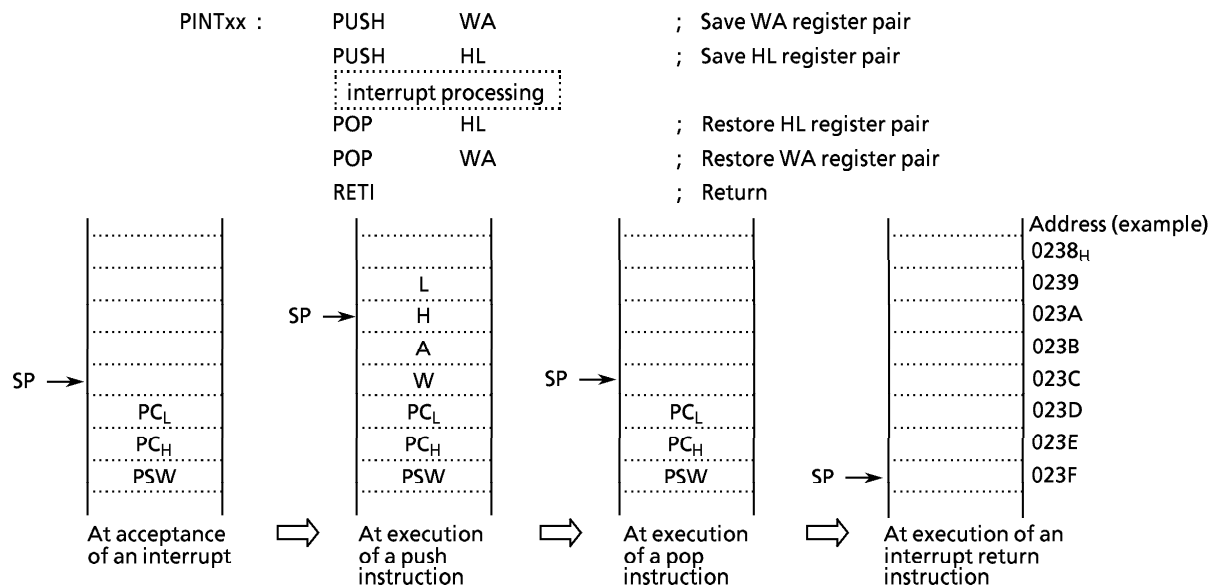 PINTxx : PUSH WA ; Save WA register pair
PUSH HL ; Save HL register pair
interrupt processing
POP HL ; Restore HL register pair
POP WA ; Restore WA register pair
RETI ; Return
Address (example)
0238H
L 0239
SP H 023A
A 023B
SP W SP 023C
PCL PCL PCL 023D
PCH PCH PCH 023E
PSW PSW PSW SP 023F
At acceptance
of an interrupt
At execution
of a push
instruction
At execution
of a pop
instruction
At execution of an
interrupt return
instruction